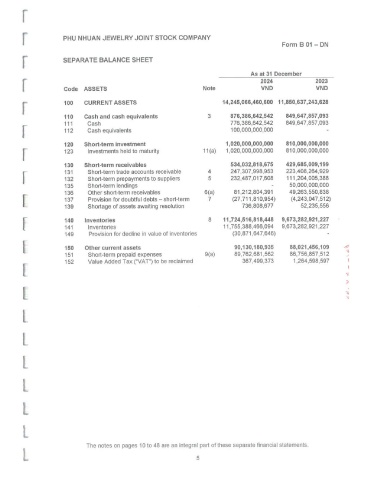 PHU NHUAN JEWELRY JOINT STOCK COMPANY
Form B 01 – DN
SEPARATE BALANCE SHEET
As at 31 December
2024 2023
Code ASSETS Note VND VND
100 CURRENT ASSETS 14,245,066,460,600 11,880,637,243,628
110 Cash and cash equivalents 3 876,366,642,542 849,647,857,093
111 Cash 776,366,642,542 849,647,857,093
112 Cash equivalents 100,000,000,000 -
120 Short-term investment 1,020,000,000,000 810,000,000,000
123 Investments held to maturity 11(a) 1,020,000,000,000 810,000,000,000
130 Short-term receivables 534,032,018,675 429,685,009,159
131 Short-term trade accounts receivable 4 247,307,998,953 223,408,264,929
132 Short-term prepayments to suppliers 5 232,487,017,608 111,204,005,388
135 Short-term lendings - 50,000,000,000
136 Other short-term receivables 6(a) 81,212,804,391 49,263,550,838
137 Provision for doubtful debts – short-term 7 (27,711,810,954) (4,243,047,512)
139 Shortage of assets awaiting resolution 736,808,677 52,235,556
140 Inventories 8 11,724,516,818,448 9,673,282,921,227
141 Inventories 11,755,388,466,094 9,673,282,921,227
149 Provision for decline in value of inventories (30,871,647,646) -
150 Other current assets 90,130,180,935 88,021,456,109
151 Short-term prepaid expenses 9(a) 89,762,681,562 86,756,857,512
152 Value Added Tax ("VAT") to be reclaimed 367,499,373 1,264,598,597
The notes on pages 10 to 48 are an integral part of these separate financial statements.